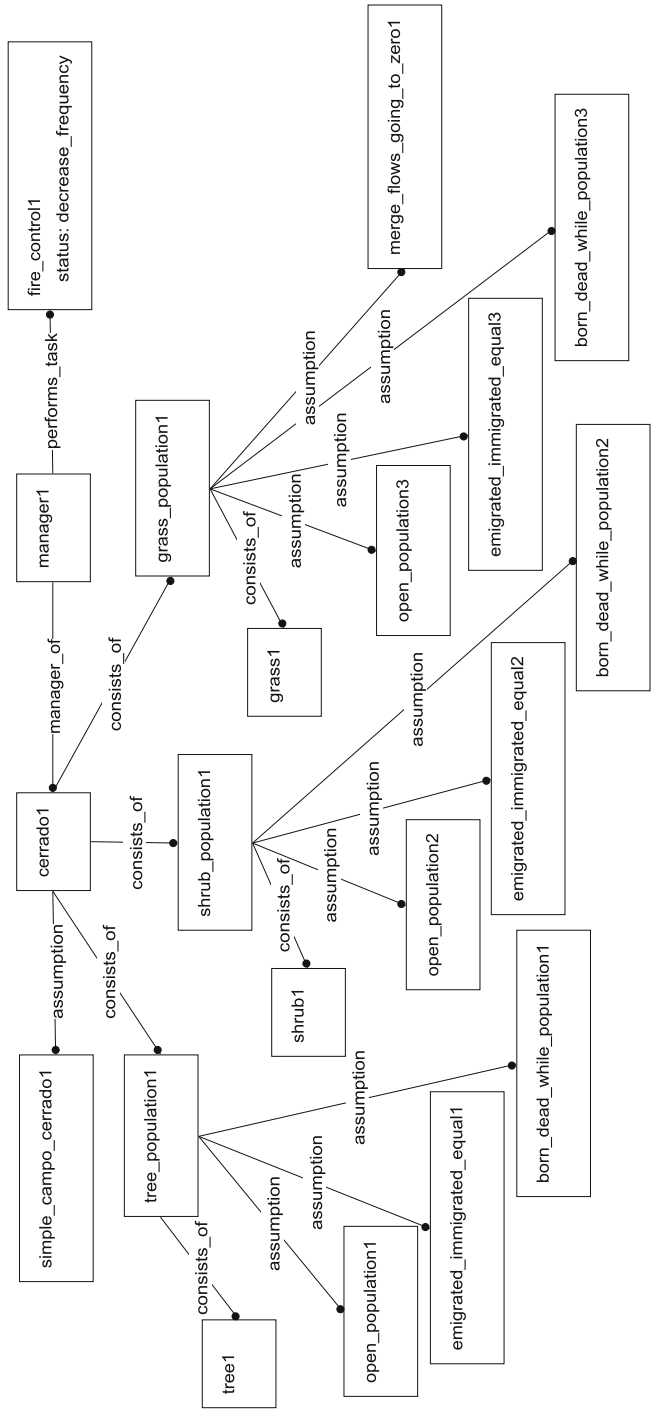 simple_campo_cerrado1
assumption
cerrado1
manager_of
manager1
performs_task
fire_control1
status: decrease_frequency
consists_of
consists_of
consists_of
tree_population1
shrub_population1
grass_population1
consists_of
tree1
assumption
assumption
assumption
open_population1
emigrated_immigrated_equal1
born_dead_while_population1
consists_of
shrub1
assumption
assumption
assumption
open_population2
emigrated_immigrated_equal2
born_dead_while_population2
consists_of
grass1
assumption
assumption
assumption
assumption
open_population3
emigrated_immigrated_equal3
born_dead_while_population3
merge_flows_going_to_zero1